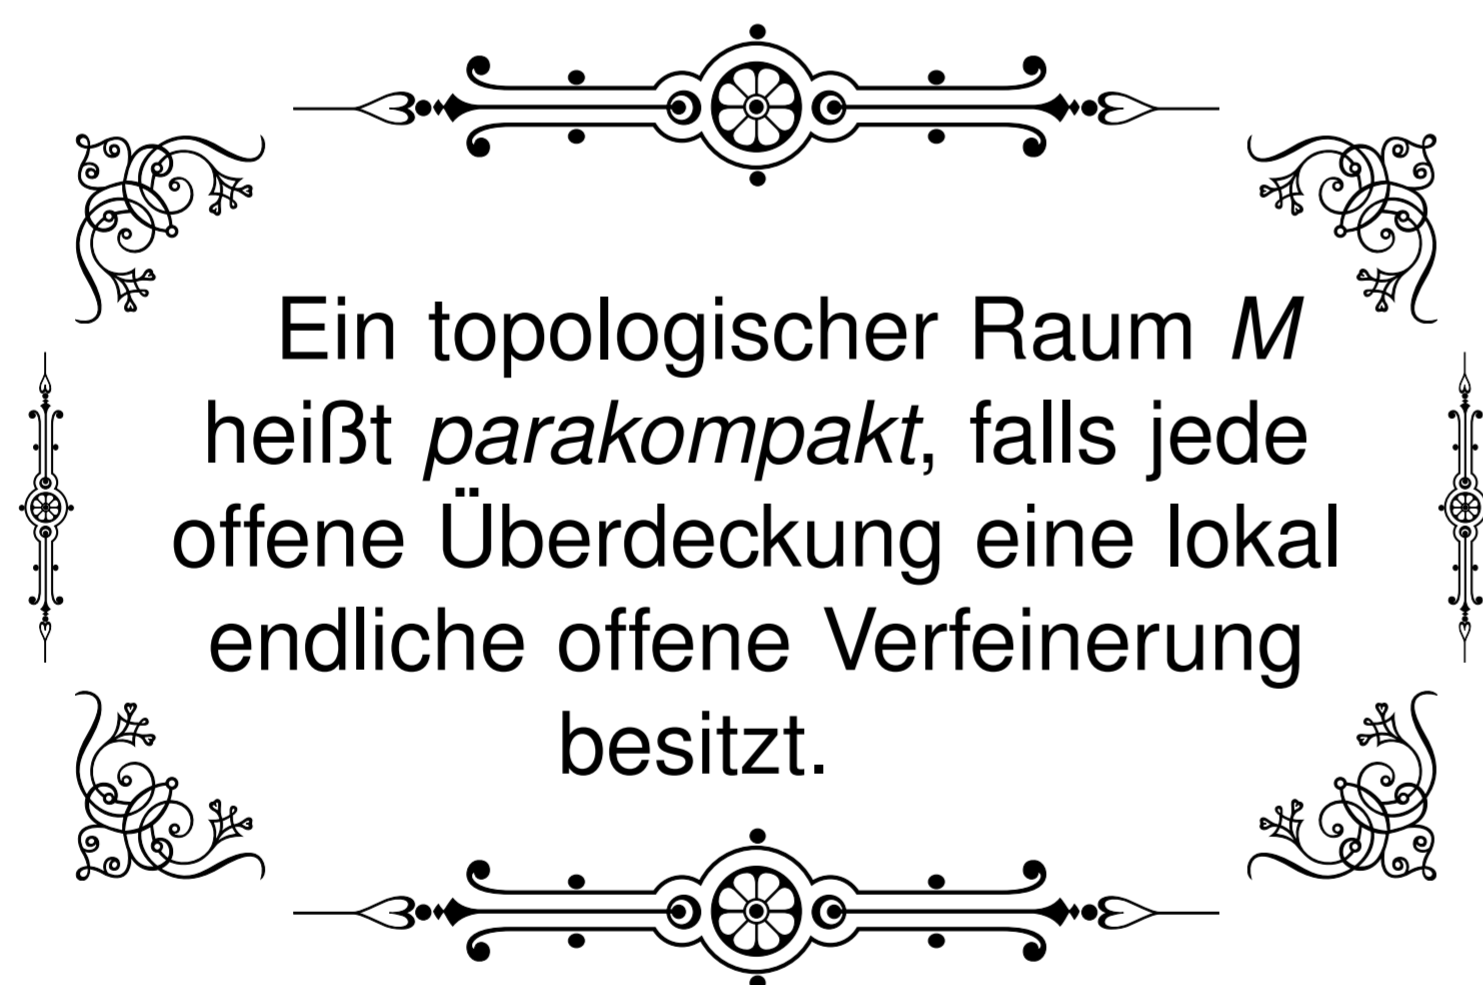 Ein topologischer Raum M
heißt parakompakt, falls jede
offene Überdeckung eine lokal
endliche offene Verfeinerung
besitzt.